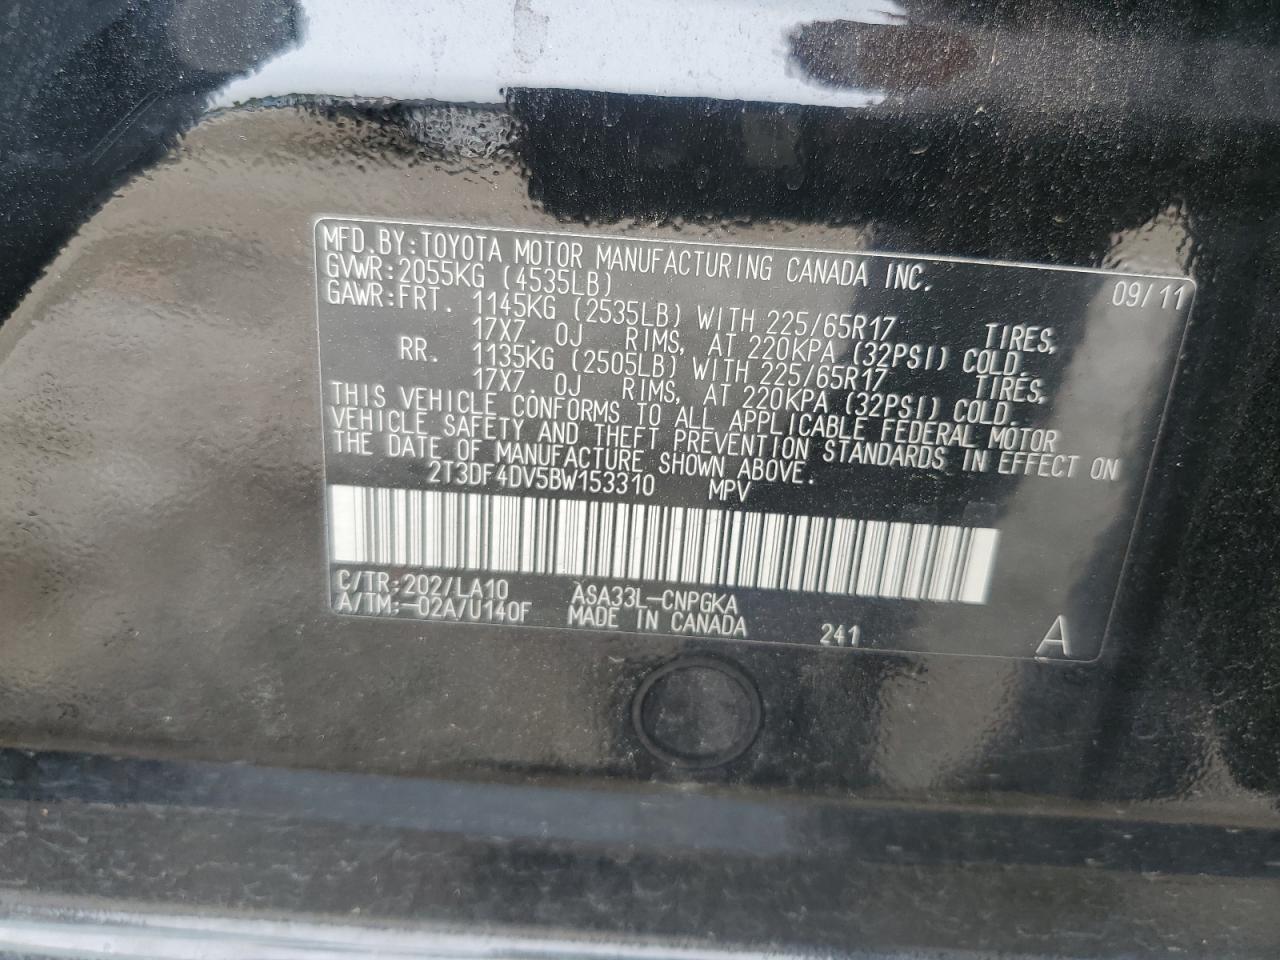 MFD.BY:TOYOTA MOTOR MANUFACTURING CANADA INC.
GVWR:2055KG (4535LB) 09/11
GAWR:FRT. 1145KG (2535LB) WITH 225/65R17 TIRES,
17X7. 0J RIMS, AT 220KPA (32PSI) COLD.
RR. 1135KG (2505LB) WITH 225/65R17 TIRES,
17X7. 0J RIMS, AT 220KPA (32PSI) COLD.
THIS VEHICLE CONFORMS TO ALL APPLICABLE FEDERAL MOTOR
VEHICLE SAFETY AND THEFT PREVENTION STANDARDS IN EFFECT ON
THE DATE OF MANUFACTURE SHOWN ABOVE.
2T3DF4DV5BW153310 MPV
C/TR:202/LA10 ASA33L-CNPGKA
A/TM:-02A/U140F MADE IN CANADA 241 A